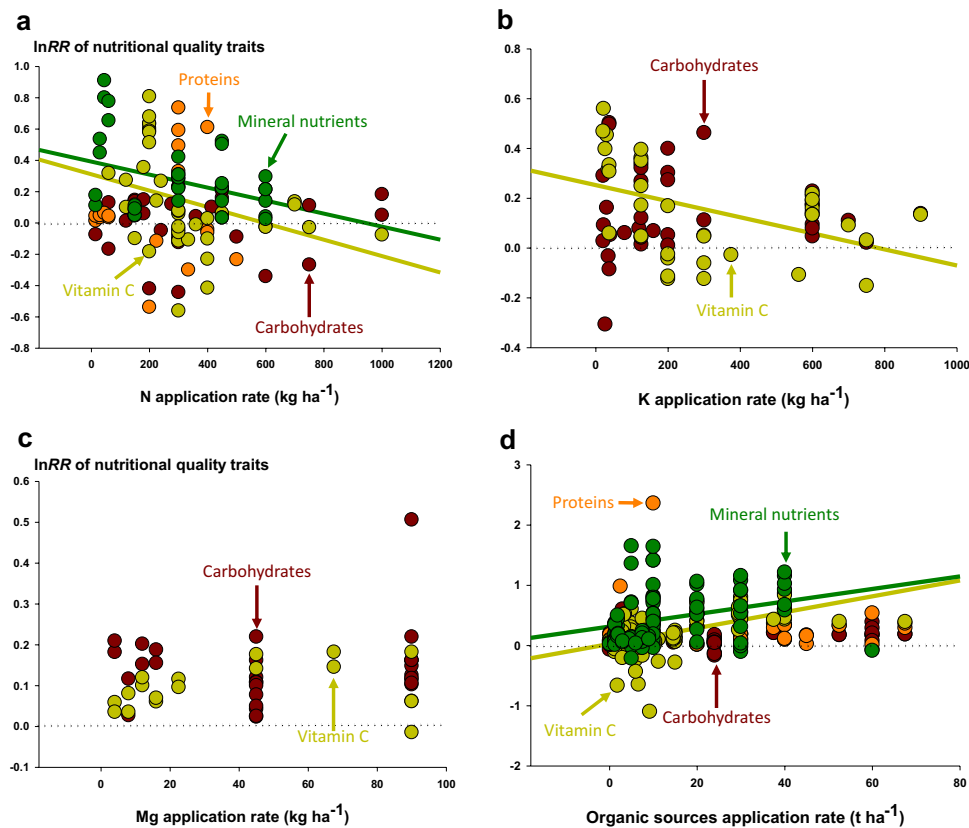 a
lnRR of nutritional quality traits
1.0
0.8
0.6
0.4
0.2
-0.0
-0.2
-0.4
-0.6
-0.8
Proteins
Mineral nutrients
Vitamin C
Carbohydrates
0 200 400 600 800 1000 1200
N application rate (kg ha⁻¹)
b
0.8
0.6
0.4
0.2
0.0
-0.2
-0.4
Carbohydrates
Vitamin C
0 200 400 600 800 1000
K application rate (kg ha⁻¹)
c
lnRR of nutritional quality traits
0.6
0.5
0.4
0.3
0.2
0.1
0.0
-0.1
Carbohydrates
Vitamin C
0 20 40 60 80 100
Mg application rate (kg ha⁻¹)
d
3
2
1
0
-1
-2
Proteins
Mineral nutrients
Vitamin C
Carbohydrates
0 20 40 60 80
Organic sources application rate (t ha⁻¹)